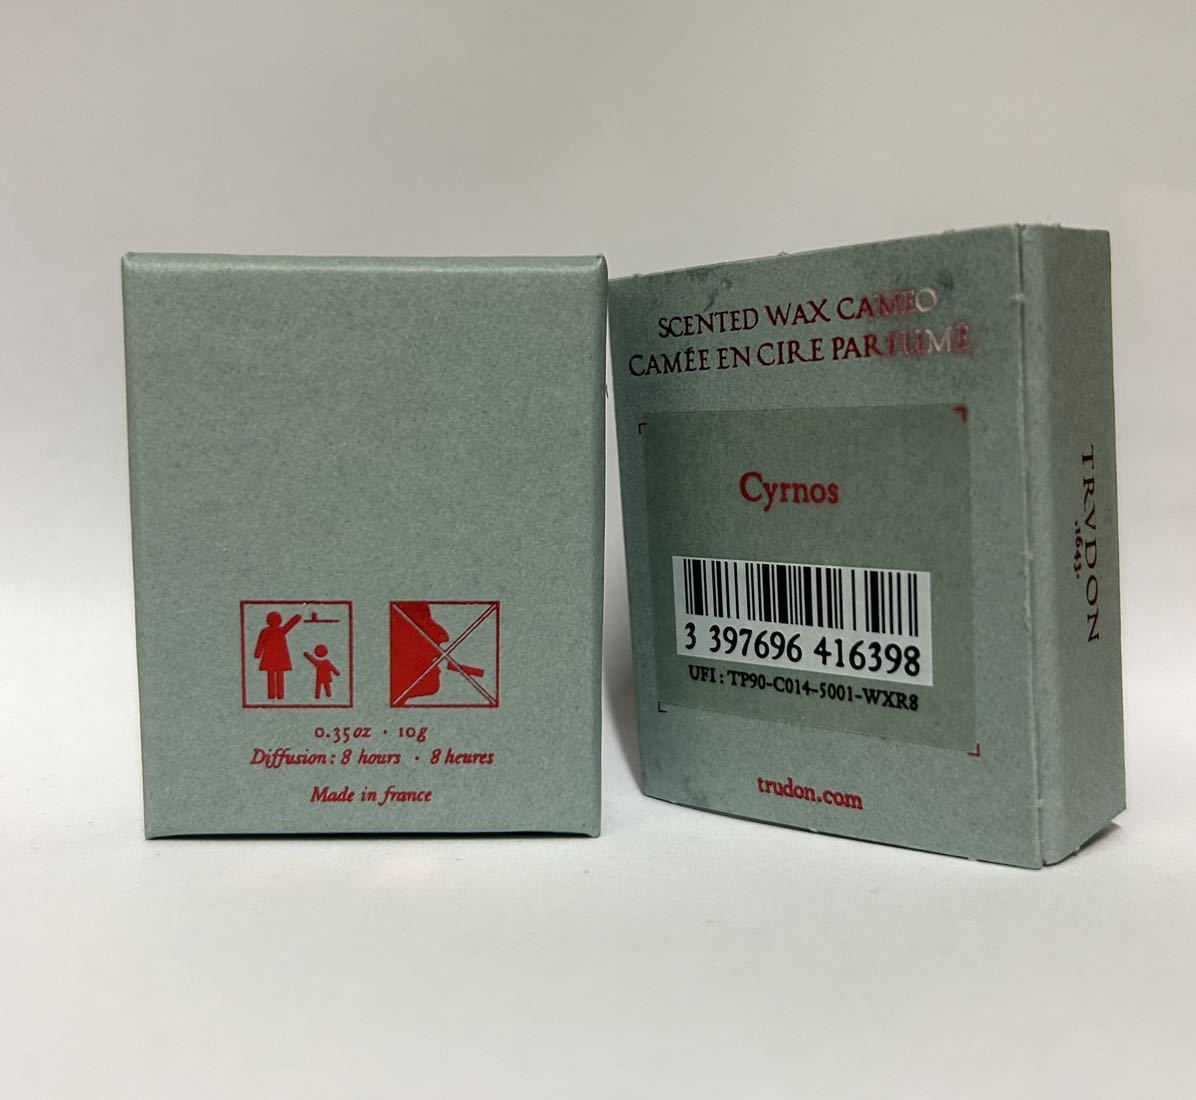 0.35oz · 10g
Diffusion: 8 hours · 8 heures
Made in france
SCENTED WAX CAMEO
CAMÉE EN CIRE PARFUMÉ
Cyrnos
3 397696 416398
UFI : TP90-C014-5001-WXR8
trudon.com
TRVDON
.1643.